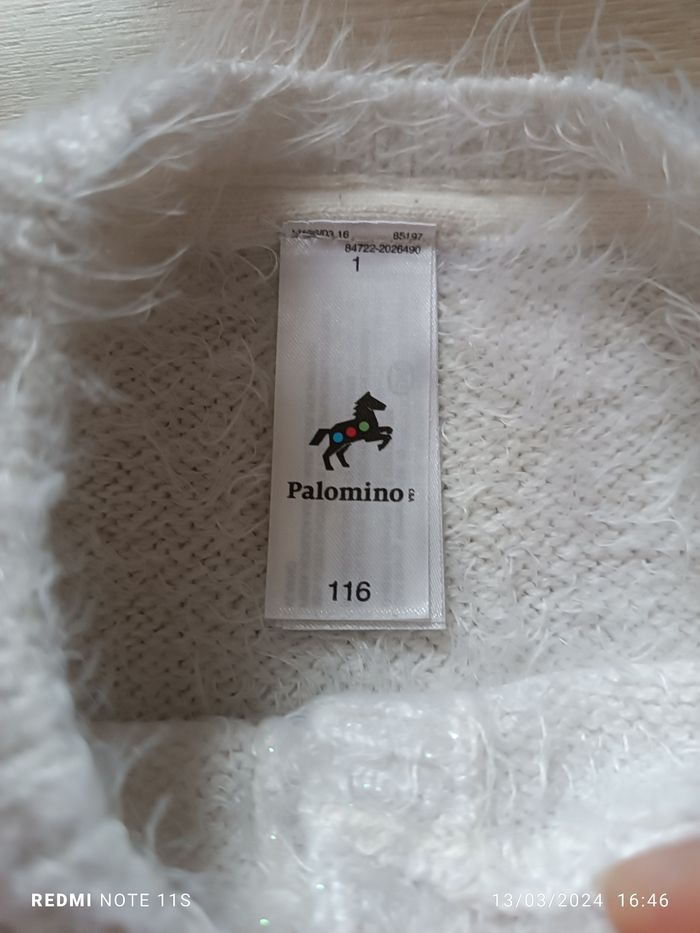 85197
84722-2026490
1
Palomino
C&A
116
REDMI NOTE 11S
13/03/2024 16:46